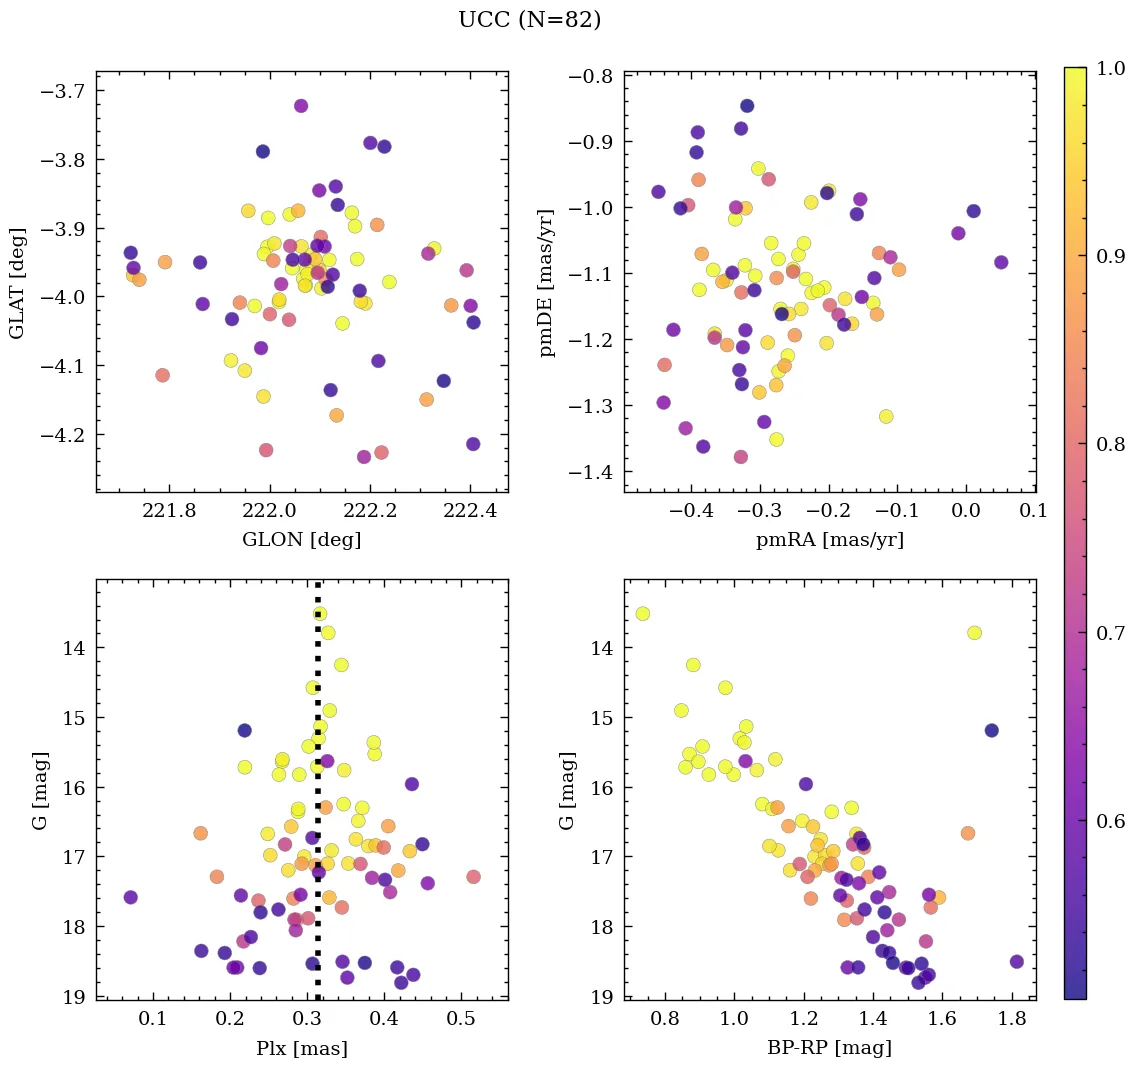 UCC (N=82)
−3.7
−3.8
−3.9
−4.0
−4.1
−4.2
GLAT [deg]
221.8 222.0 222.2 222.4
GLON [deg]
−0.8
−0.9
−1.0
−1.1
−1.2
−1.3
−1.4
pmDE [mas/yr]
−0.4 −0.3 −0.2 −0.1 0.0 0.1
pmRA [mas/yr]
1.0
0.9
0.8
0.7
0.6
14
15
16
17
18
19
G [mag]
0.1 0.2 0.3 0.4 0.5
Plx [mas]
14
15
16
17
18
19
G [mag]
0.8 1.0 1.2 1.4 1.6 1.8
BP-RP [mag]